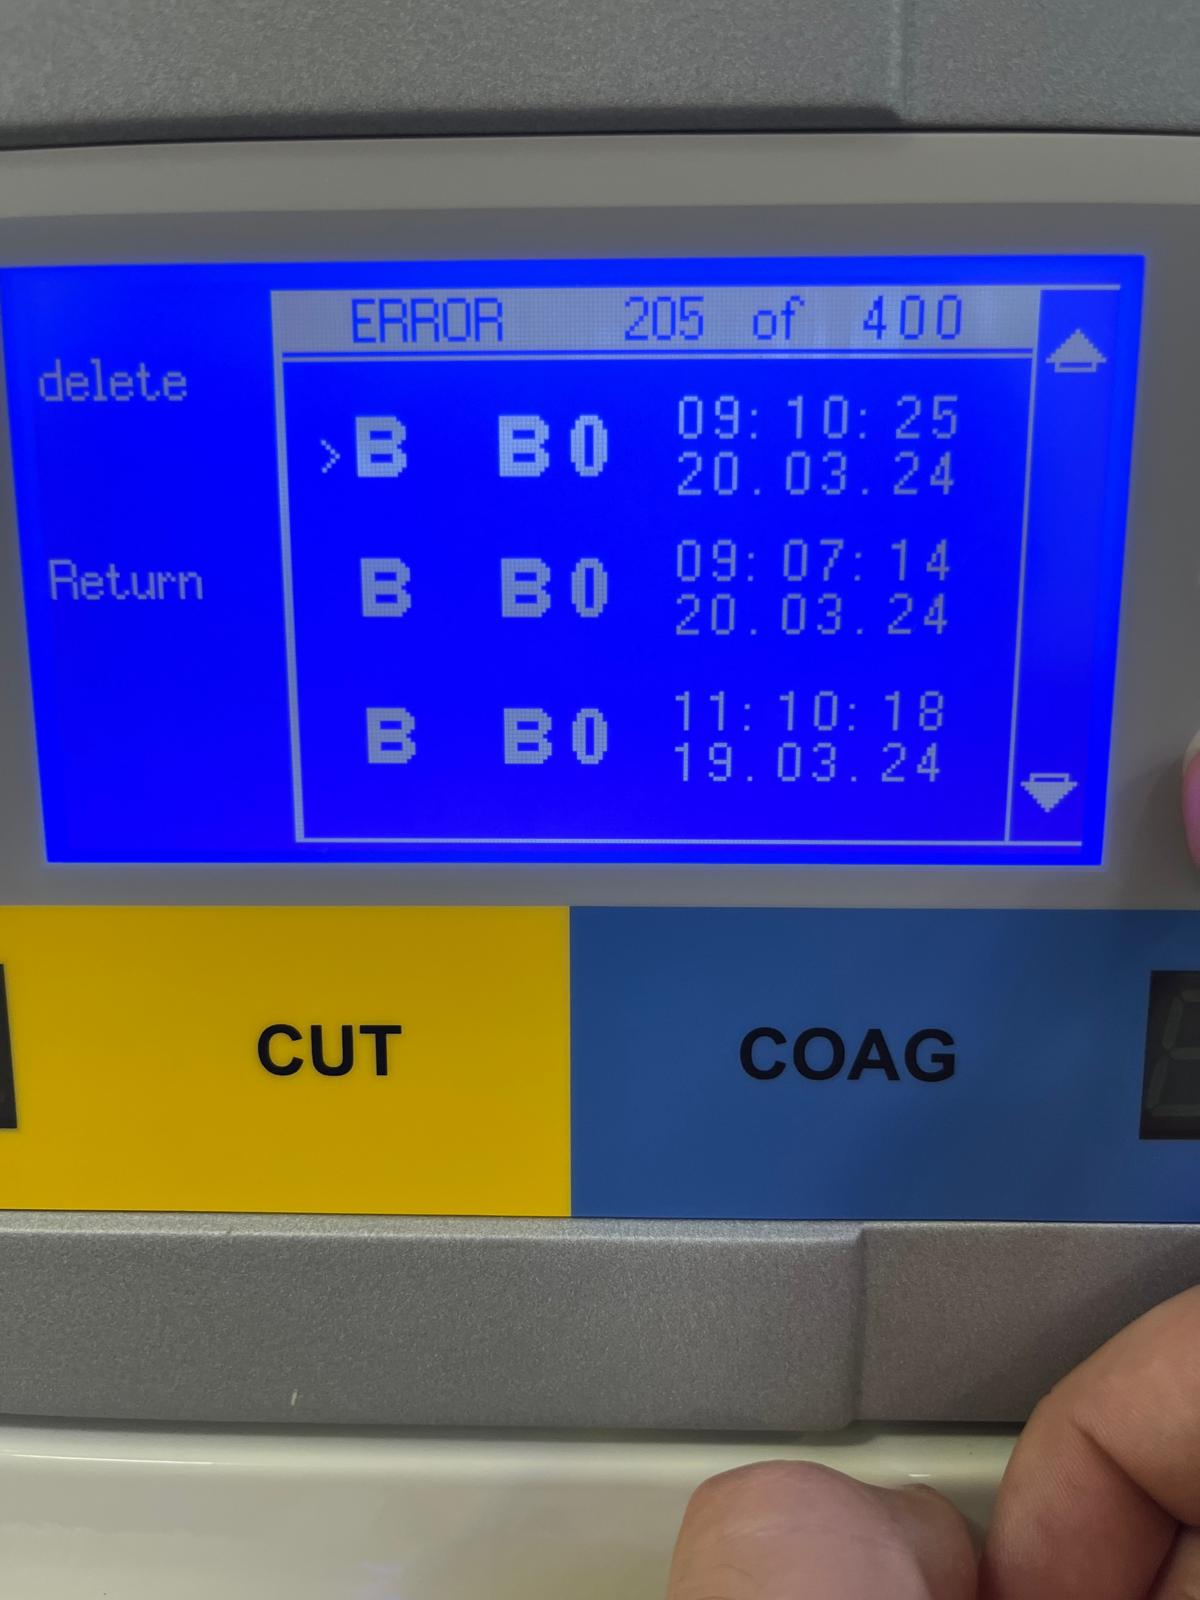 ERROR 205 of 400
delete
> B B0 09:10:25
20.03.24
Return
B B0 09:07:14
20.03.24
B B0 11:10:18
19.03.24
CUT
COAG